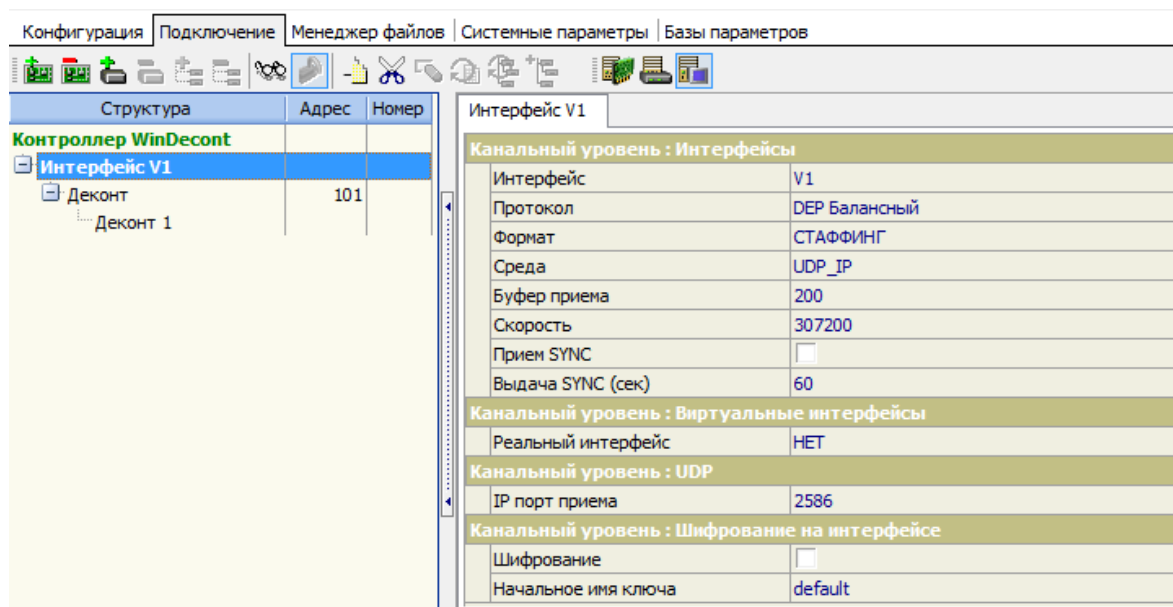 Конфигурация Подключение Менеджер файлов Системные параметры Базы параметров
Структура Адрес Номер
Контроллер WinDecont
Интерфейс V1
Деконт 101
Деконт 1
Интерфейс V1
Канальный уровень : Интерфейсы
Интерфейс V1
Протокол DEP Балансный
Формат СТАФФИНГ
Среда UDP_IP
Буфер приема 200
Скорость 307200
Прием SYNC
Выдача SYNC (сек) 60
Канальный уровень : Виртуальные интерфейсы
Реальный интерфейс НЕТ
Канальный уровень : UDP
IP порт приема 2586
Канальный уровень : Шифрование на интерфейсе
Шифрование
Начальное имя ключа default